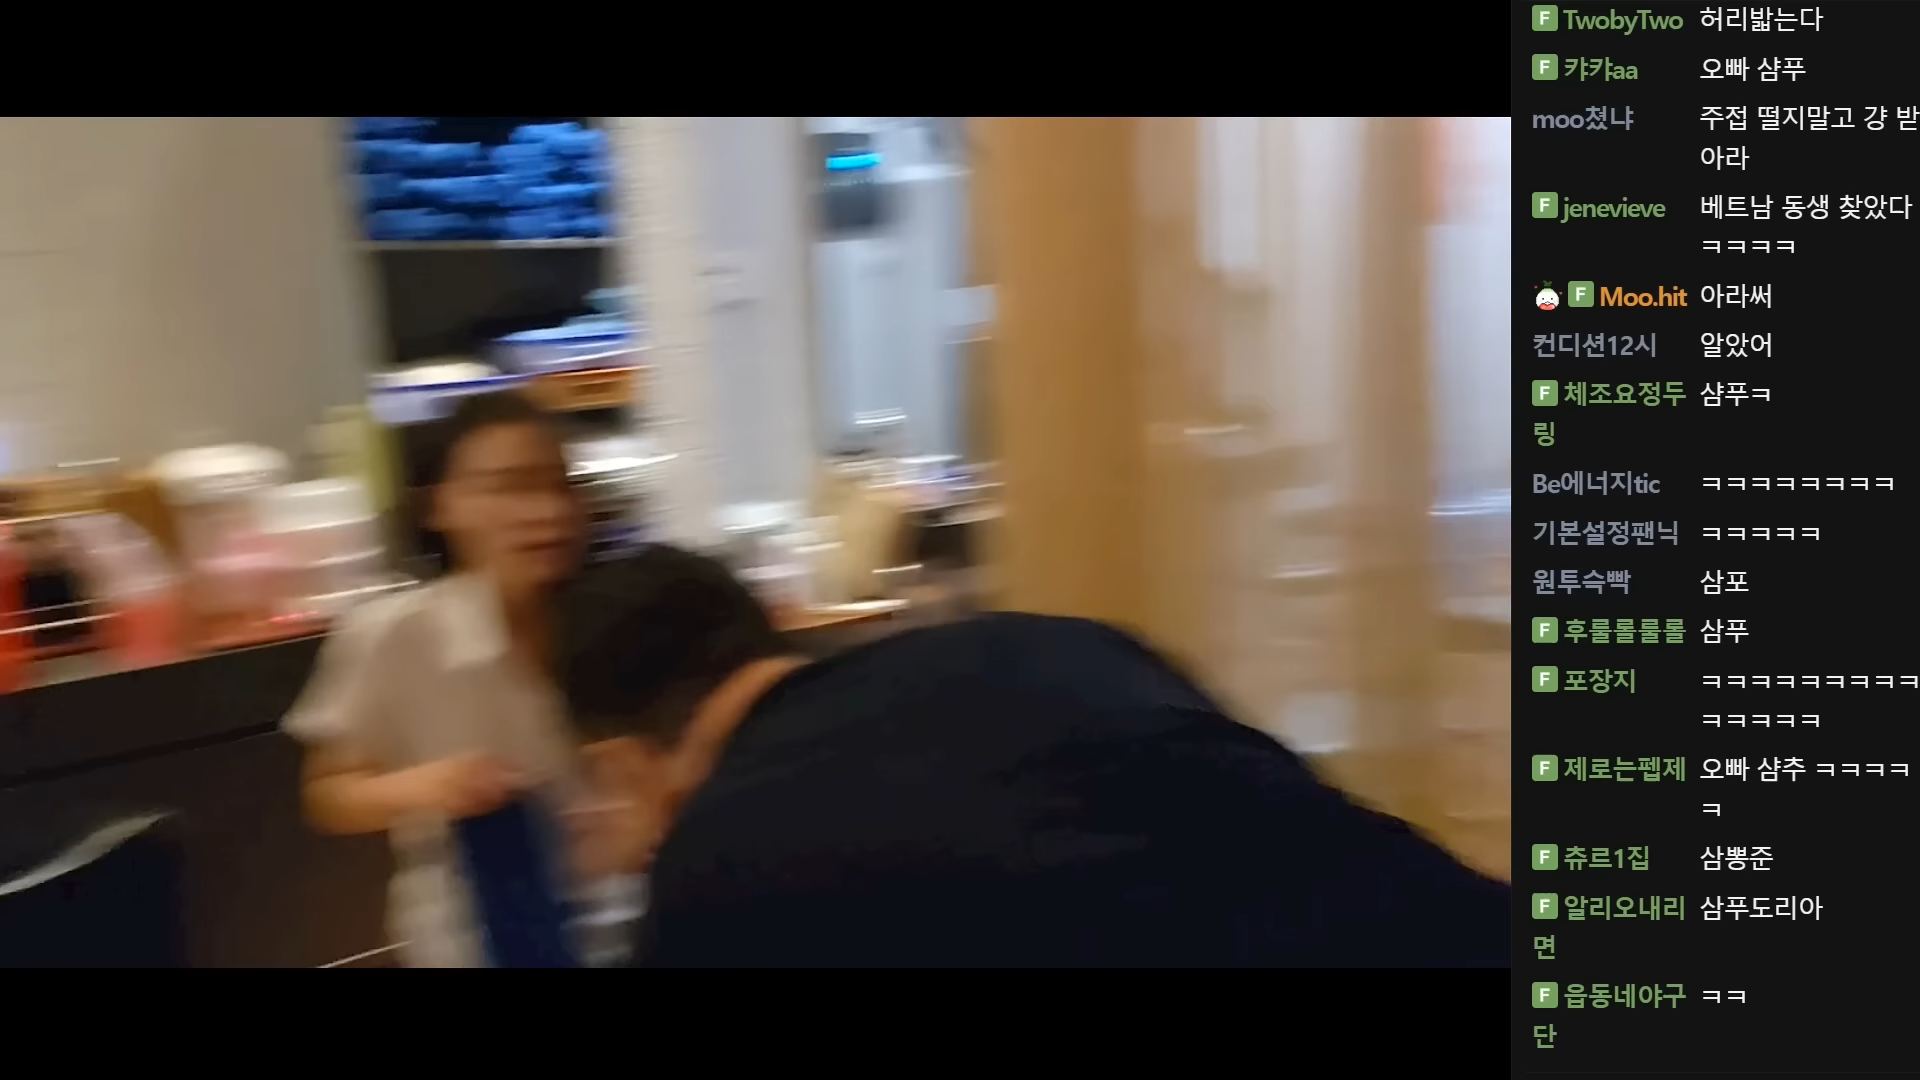 F TwobyTwo 허리밟는다
F 캬캬aa 오빠 샴푸
moo쳤냐 주접 떨지말고 걍 받
아라
F jenevieve 베트남 동생 찾았다
ㅋㅋㅋㅋ
F Moo.hit 아라써
컨디션12시 알았어
F 체조요정두 샴푸ㅋ
링
Be에너지tic ㅋㅋㅋㅋㅋㅋㅋㅋ
기본설정팬닉 ㅋㅋㅋㅋㅋ
원투슥빡 삼포
F 후룰롤룰롤 삼푸
F 포장지 ㅋㅋㅋㅋㅋㅋㅋㅋㅋ
ㅋㅋㅋㅋㅋ
F 제로는펩제 오빠 샴추 ㅋㅋㅋㅋ
ㅋ
F 츄르1집 삼뽕준
F 알리오내리 삼푸도리아
면
F 읍동네야구 ㅋㅋ
단